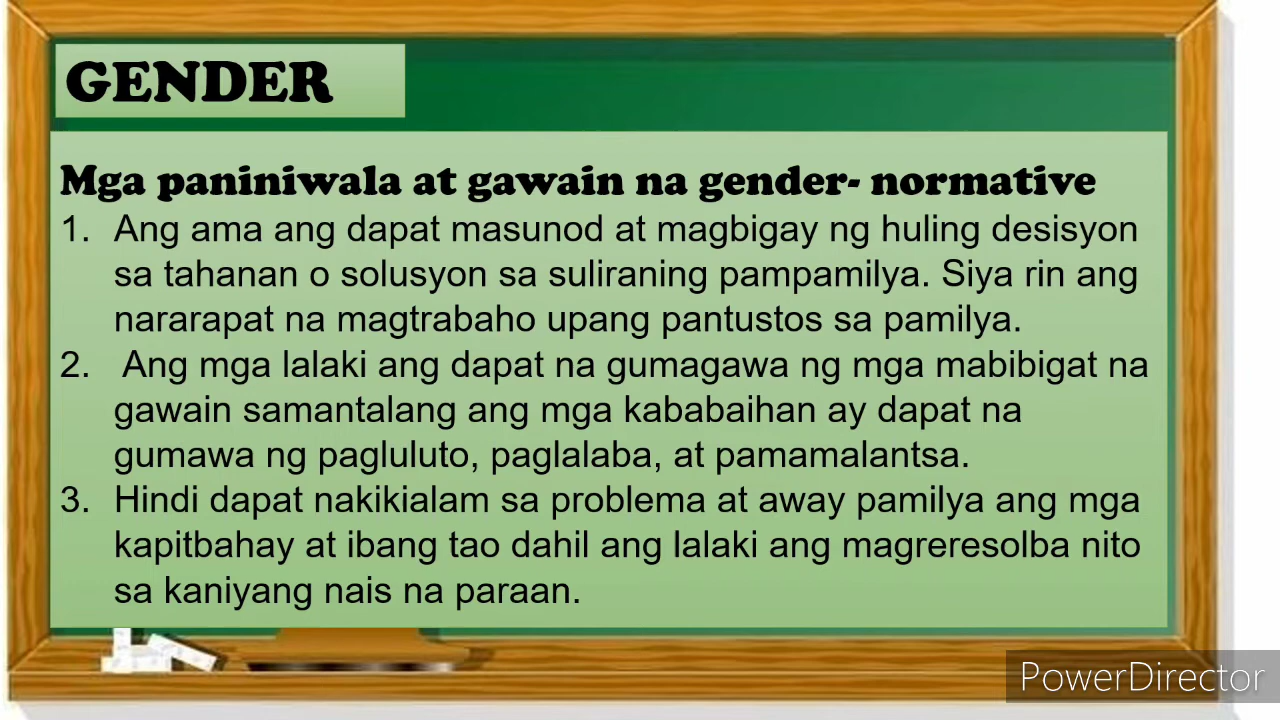 GENDER
Mga paniniwala at gawain na gender- normative
1. Ang ama ang dapat masunod at magbigay ng huling desisyon
sa tahanan o solusyon sa suliraning pampamilya. Siya rin ang
nararapat na magtrabaho upang pantustos sa pamilya.
2. Ang mga lalaki ang dapat na gumagawa ng mga mabibigat na
gawain samantalang ang mga kababaihan ay dapat na
gumawa ng pagluluto, paglalaba, at pamamalantsa.
3. Hindi dapat nakikialam sa problema at away pamilya ang mga
kapitbahay at ibang tao dahil ang lalaki ang magreresolba nito
sa kaniyang nais na paraan.
PowerDirector